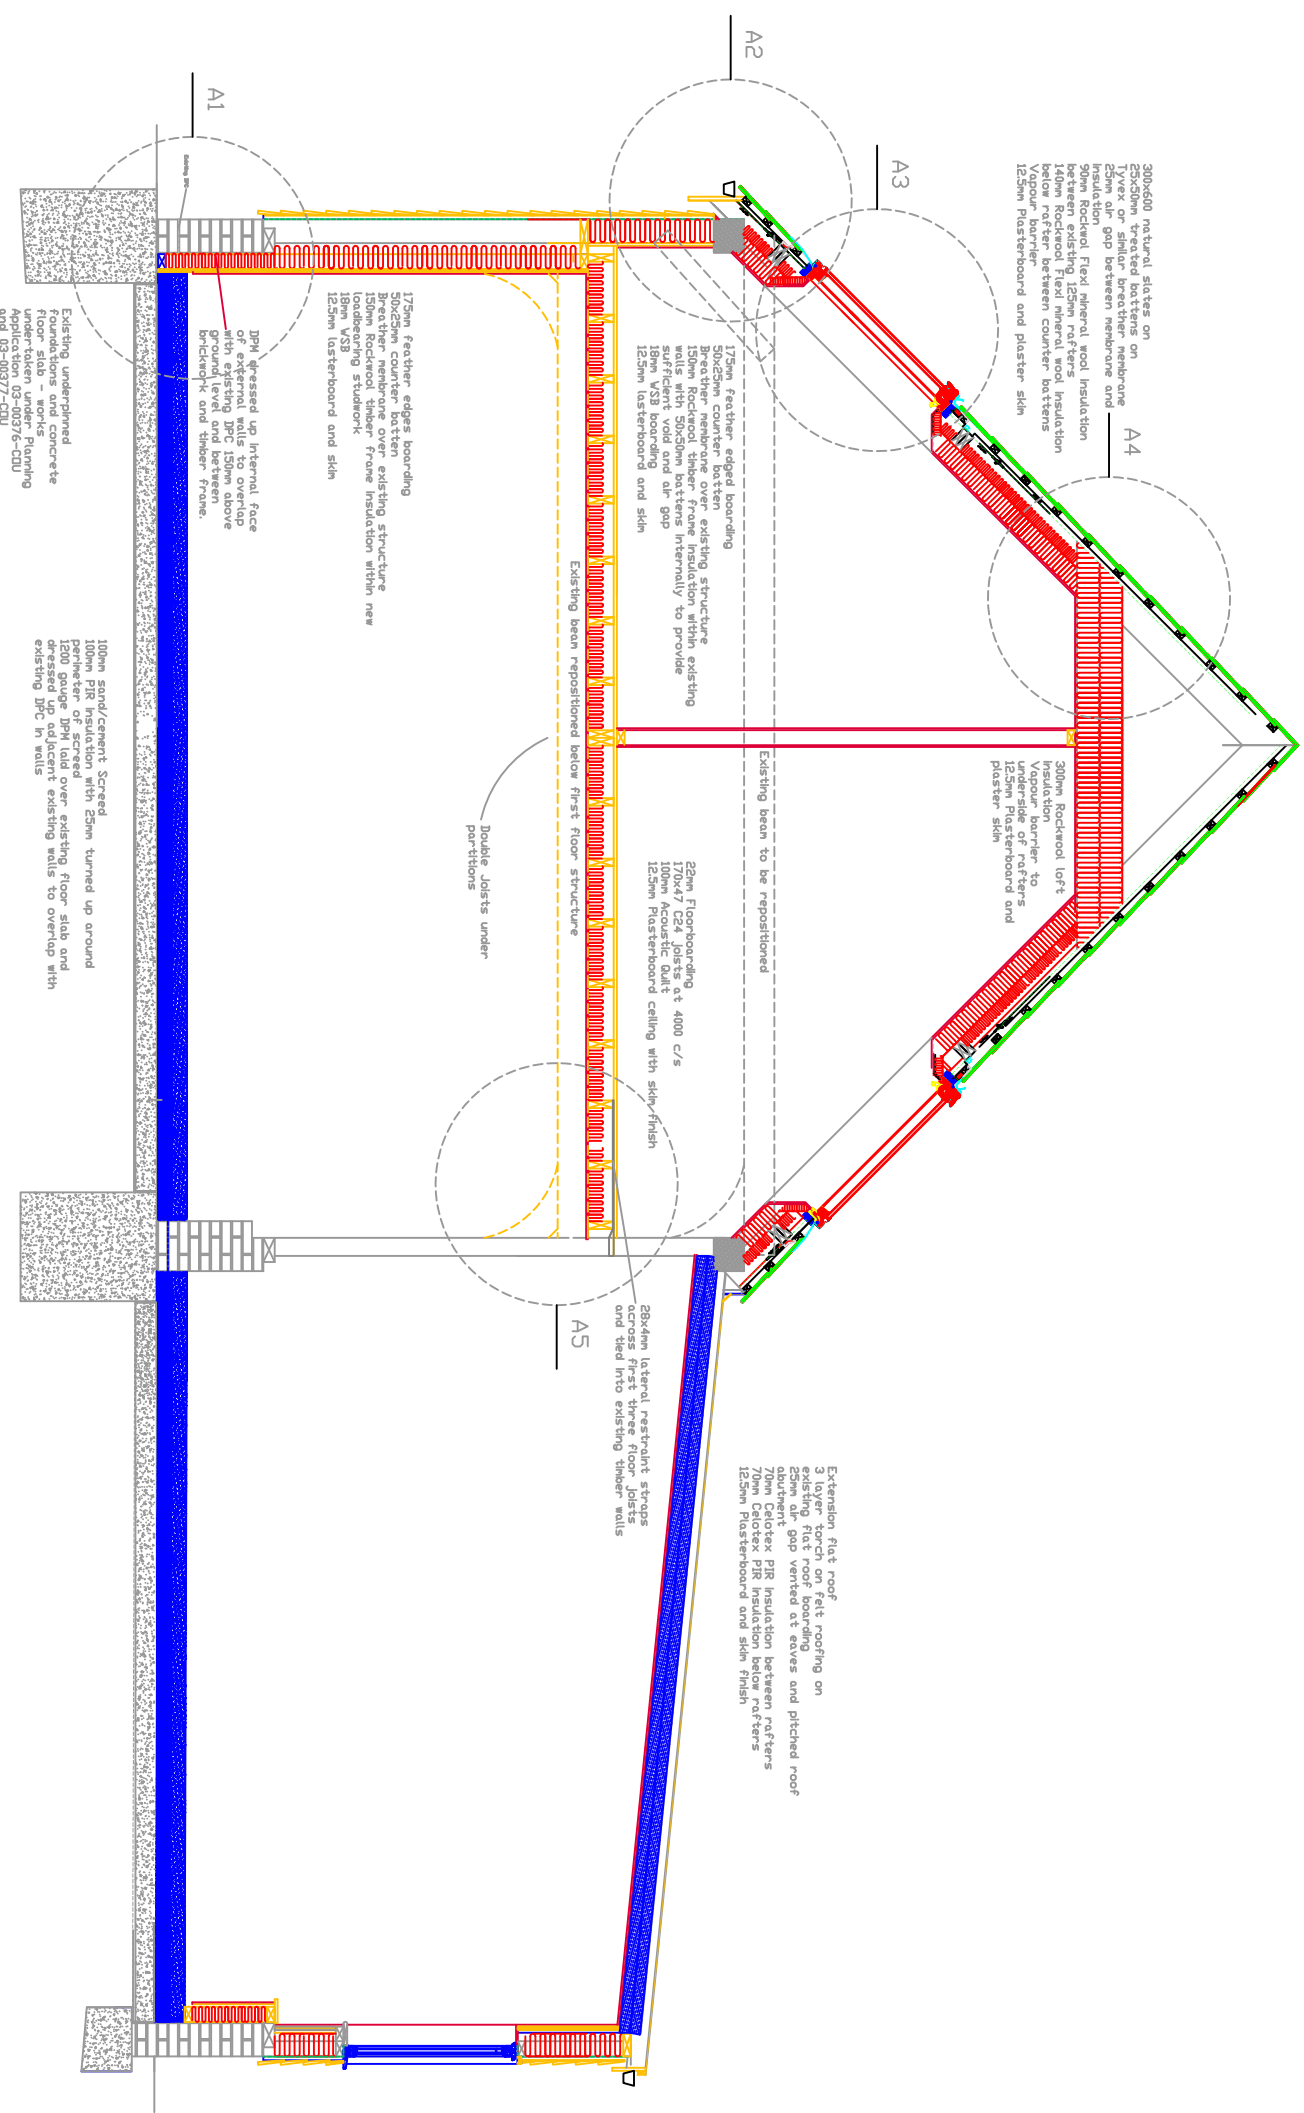 A1
A2
A3
A4
A5
300x600 natural slates on
25x50mm treated battens on
Tyvex or similar breather membrane
25mm air gap between membrane and
insulation
90mm Rockwol Flexi mineral wool insulation
between existing 125mm rafters
140mm Rockwol Flexi mineral wool insulation
below rafter between counter battens
Vapour barrier
12.5mm Plasterboard and plaster skim
300mm Rockwool loft
insulation
Vapour barrier to
underside of rafters
12.5mm Plasterboard and
plaster skim
Extension flat roof
3 layer torch on felt roofing on
existing flat roof boarding
25mm air gap vented at eaves and pitched roof
abutment
70mm Celotex PIR insulation between rafters
70mm Celotex PIR insulation below rafters
12.5mm Plasterboard and skim finish
Existing beam to be repositioned
175mm feather edged boarding
50x25mm counter batten
Breather membrane over existing structure
150mm Rockwool timber frame insulation within existing
walls with 50x50mm battens internally to provide
sufficient void and air gap
18mm WSB boarding
12.5mm lasterboard and skim
22mm Floorboarding
170x47 C24 joists at 4000 c/s
100mm Acoustic Quilt
12.5mm Plasterboard ceiling with skim finish
28x4mm lateral restraint straps
across first three floor joists
and tied into existing timber walls
Existing beam repositioned below first floor structure
Double Joists under
partitions
175mm feather edges boarding
50x25mm counter batten
Breather membrane over existing structure
150mm Rockwool timber frame insulation within new
loadbearing studwork
18mm WSB
12.5mm lasterboard and skim
DPM dressed up internal face
of external walls to overlap
with existing DPC 150mm above
ground level and between
brickwork and timber frame.
Existing DPC
100mm sand/cement Screed
100mm PIR insulation with 25mm turned up around
perimeter of screed
1200 gauge DPM laid over existing floor slab and
dressed up adjacent existing walls to overlap with
existing DPC in walls
Existing underpinned
foundations and concrete
floor slab - works
undertaken under Planning
Application 03-00376-CDU
and 03-00377-CDU